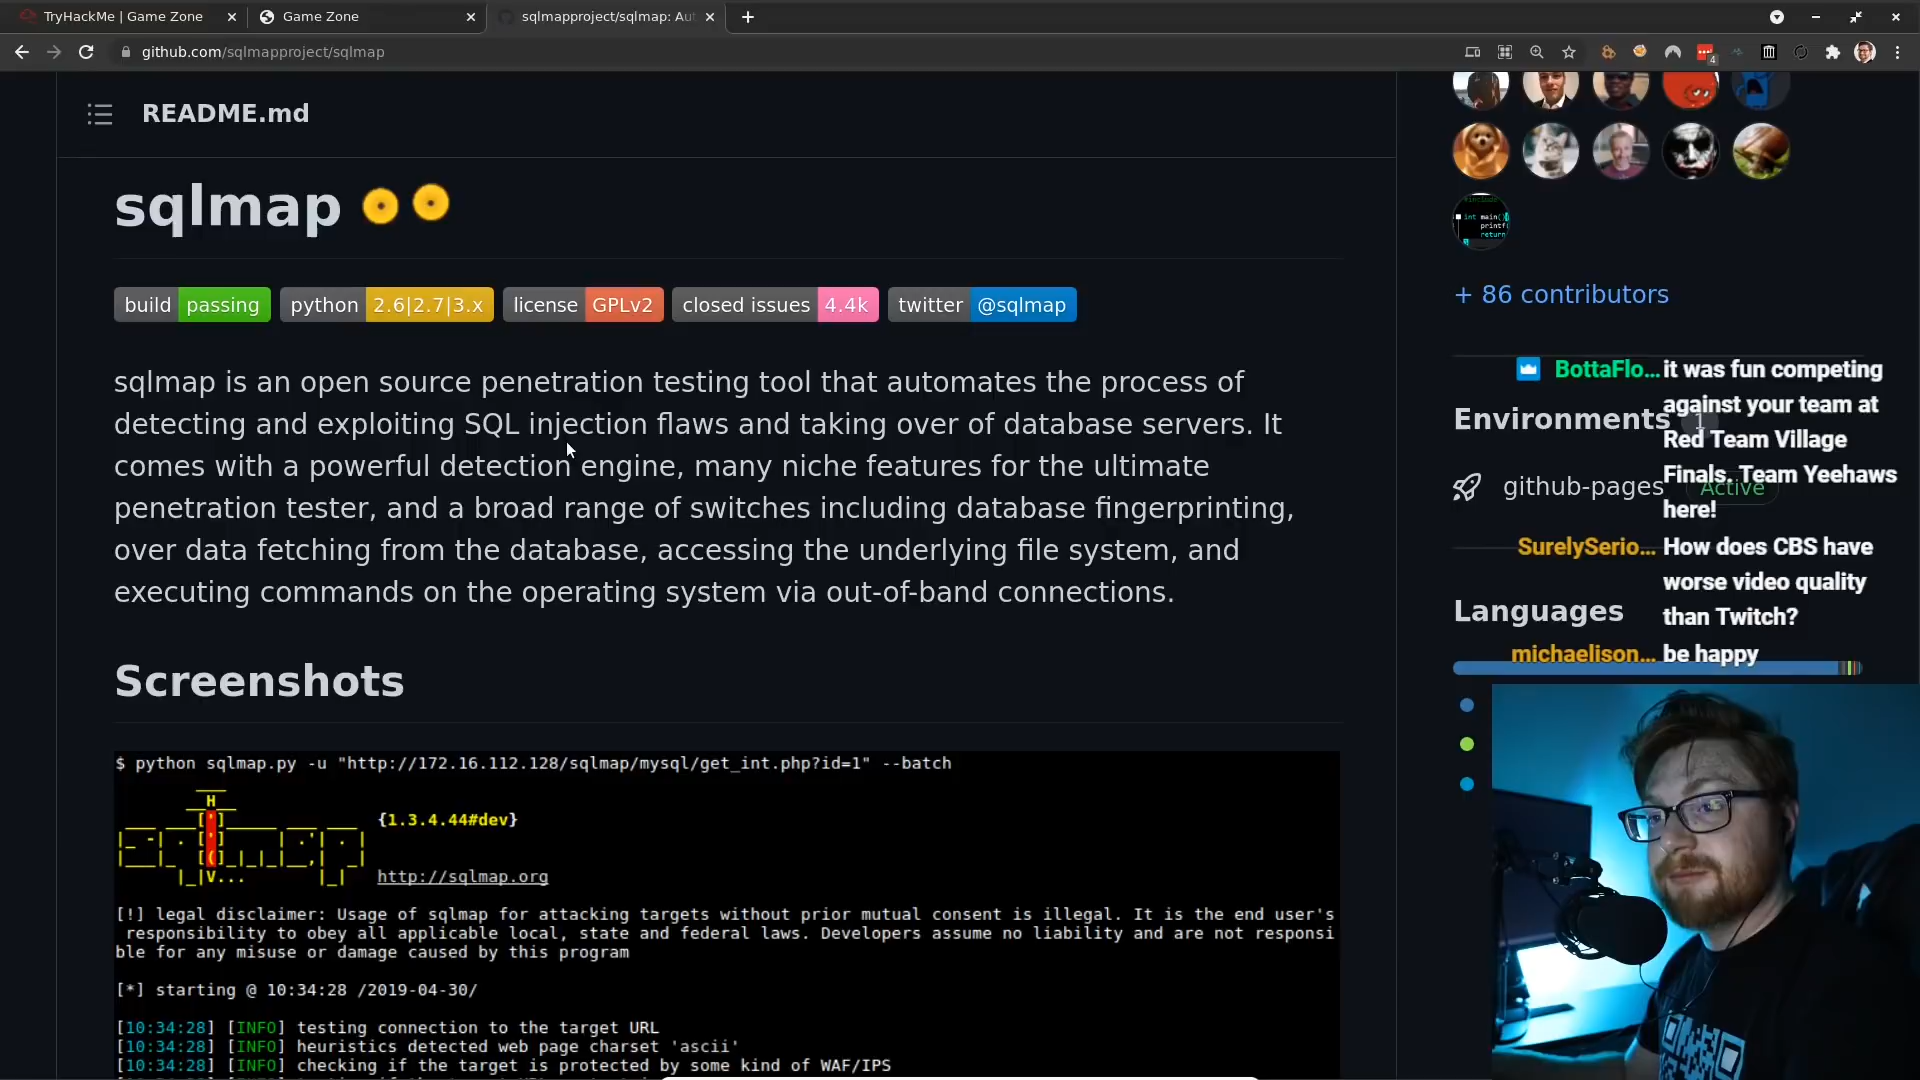 TryHackMe | Game Zone
Game Zone
sqlmapproject/sqlmap: Aut
github.com/sqlmapproject/sqlmap
4
README.md
sqlmap
build passing
python 2.6|2.7|3.x
license GPLv2
closed issues 4.4k
twitter @sqlmap
sqlmap is an open source penetration testing tool that automates the process of
detecting and exploiting SQL injection flaws and taking over of database servers. It
comes with a powerful detection engine, many niche features for the ultimate
penetration tester, and a broad range of switches including database fingerprinting,
over data fetching from the database, accessing the underlying file system, and
executing commands on the operating system via out-of-band connections.
Screenshots
$ python sqlmap.py -u "http://172.16.112.128/sqlmap/mysql/get_int.php?id=1" --batch
{1.3.4.44#dev}
http://sqlmap.org
[!] legal disclaimer: Usage of sqlmap for attacking targets without prior mutual consent is illegal. It is the end user's
responsibility to obey all applicable local, state and federal laws. Developers assume no liability and are not responsi
ble for any misuse or damage caused by this program
[*] starting @ 10:34:28 /2019-04-30/
[10:34:28] [INFO] testing connection to the target URL
[10:34:28] [INFO] heuristics detected web page charset 'ascii'
[10:34:28] [INFO] checking if the target is protected by some kind of WAF/IPS
#include
int main()
printf(
return
+ 86 contributors
Environments 1
github-pages Active
Languages
BottaFlo... it was fun competing
against your team at
Red Team Village
Finals. Team Yeehaws
here!
SurelySerio... How does CBS have
worse video quality
than Twitch?
michaelison... be happy